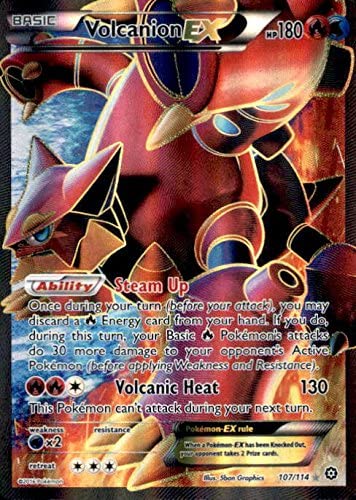 BASIC
Volcanion EX HP180
Ability Steam Up
Once during your turn (before your attack), you may
discard a Energy card from your hand. If you do,
during this turn, your Basic Pokémon's attacks
do 30 more damage to your opponent's Active
Pokémon (before applying Weakness and Resistance).
Volcanic Heat 130
This Pokémon can't attack during your next turn.
weakness resistance
×2
Pokémon-EX rule
When a Pokémon-EX has been Knocked Out,
your opponent takes 2 Prize cards.
retreat
©2016 Pokémon Illus. 5ban Graphics 107/114